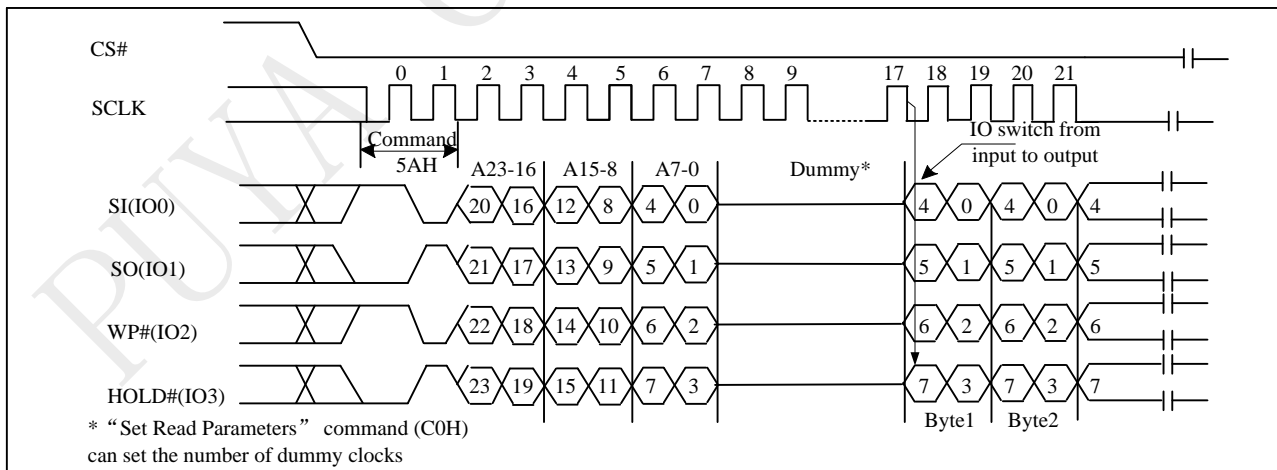 CS#
0 1 2 3 4 5 6 7 8 9 17 18 19 20 21
SCLK
Command
5AH
IO switch from
input to output
A23-16 A15-8 A7-0 Dummy*
SI(IO0) 20 16 12 8 4 0 4 0 4 0 4
SO(IO1) 21 17 13 9 5 1 5 1 5 1 5
WP#(IO2) 22 18 14 10 6 2 6 2 6 2 6
HOLD#(IO3) 23 19 15 11 7 3 7 3 7 3 7
Byte1 Byte2
* “Set Read Parameters” command (C0H)
can set the number of dummy clocks
PUYA